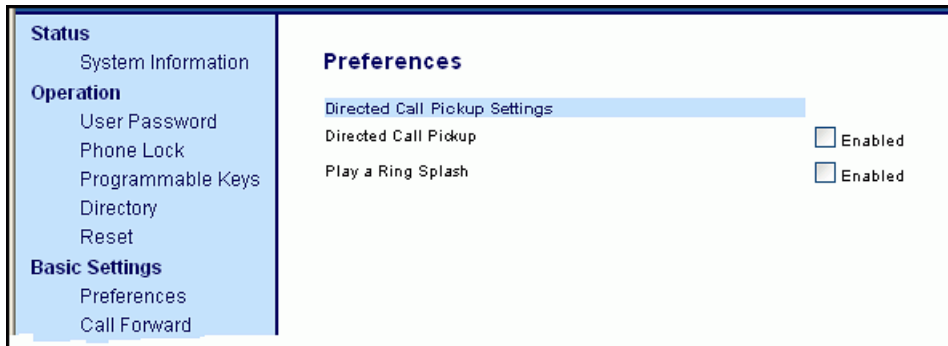 Status
System Information
Operation
User Password
Phone Lock
Programmable Keys
Directory
Reset
Basic Settings
Preferences
Call Forward
Preferences
Directed Call Pickup Settings
Directed Call Pickup
Enabled
Play a Ring Splash
Enabled